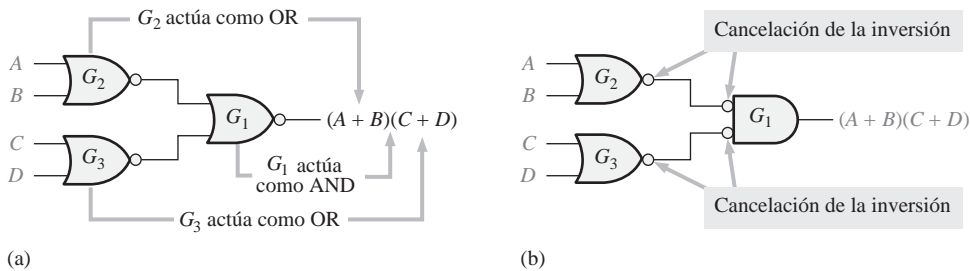 G₂ actúa como OR
A
B
G₂
C
D
G₃
G₁
(A + B)(C + D)
G₁ actúa
como AND
G₃ actúa como OR
(a)
Cancelación de la inversión
A
B
G₂
C
D
G₃
G₁
(A + B)(C + D)
Cancelación de la inversión
(b)